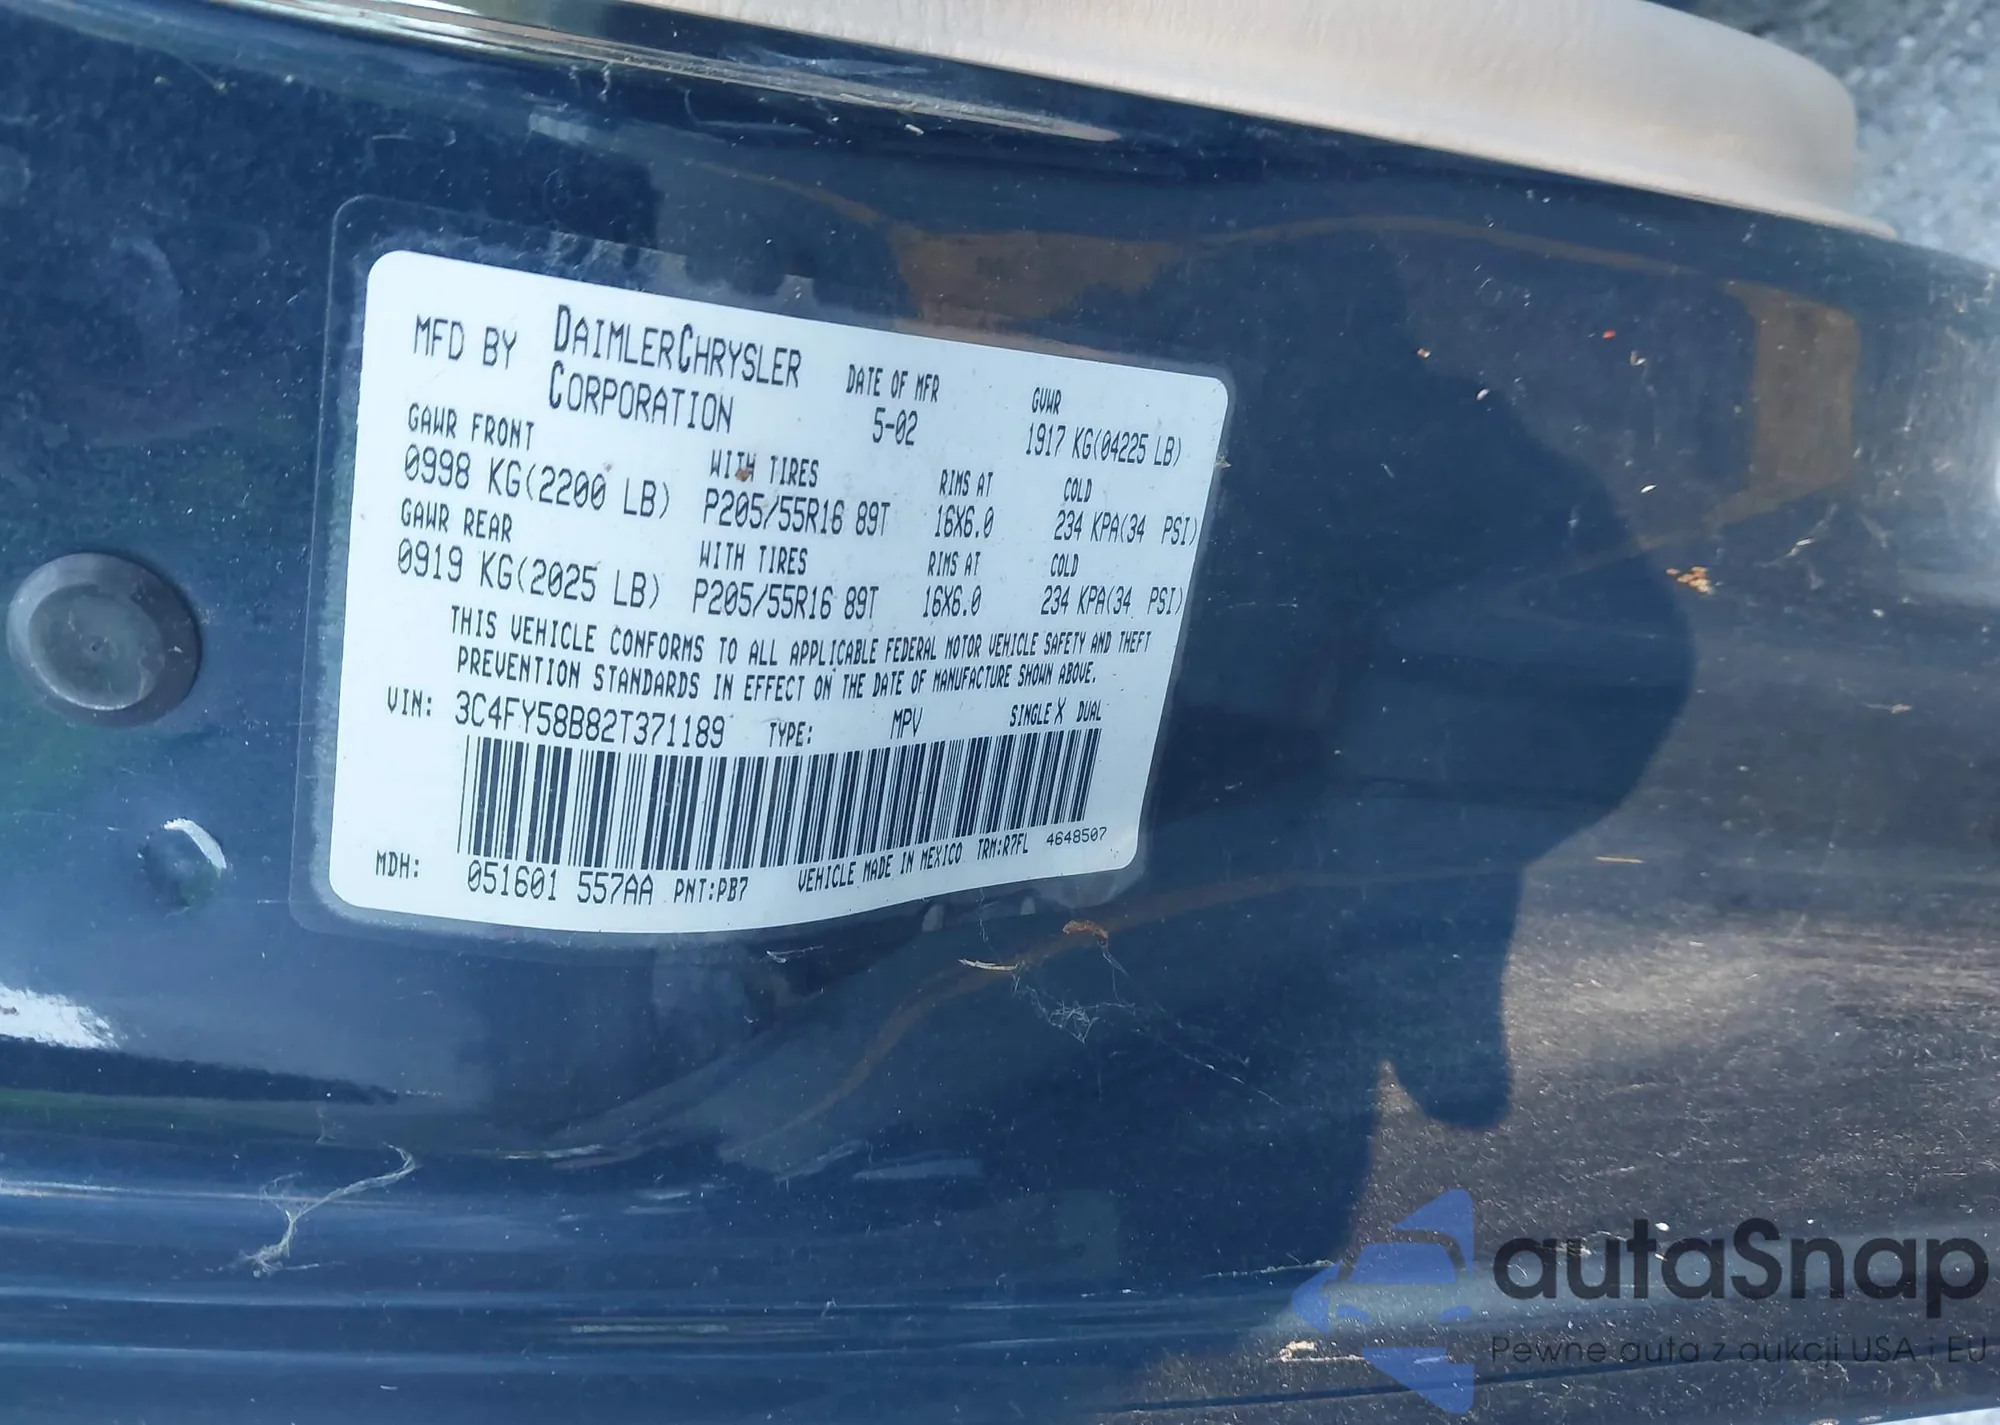 MFD BY DAIMLERCHRYSLER CORPORATION
DATE OF MFR
5-02
GVWR
1917 KG(04225 LB)
GAWR FRONT
0998 KG(2200 LB)
WITH TIRES
P205/55R16 89T
RIMS AT
16X6.0
COLD
234 KPA(34 PSI)
GAWR REAR
0919 KG(2025 LB)
WITH TIRES
P205/55R16 89T
RIMS AT
16X6.0
COLD
234 KPA(34 PSI)
THIS VEHICLE CONFORMS TO ALL APPLICABLE FEDERAL MOTOR VEHICLE SAFETY AND THEFT
PREVENTION STANDARDS IN EFFECT ON THE DATE OF MANUFACTURE SHOWN ABOVE.
VIN: 3C4FY58B82T371189 TYPE: MPV SINGLE X DUAL
MDH: 051601 557AA PNT:PB7 VEHICLE MADE IN MEXICO TRM:R7FL 4648507
autoSnap
Pewne auta z aukcji USA i EU